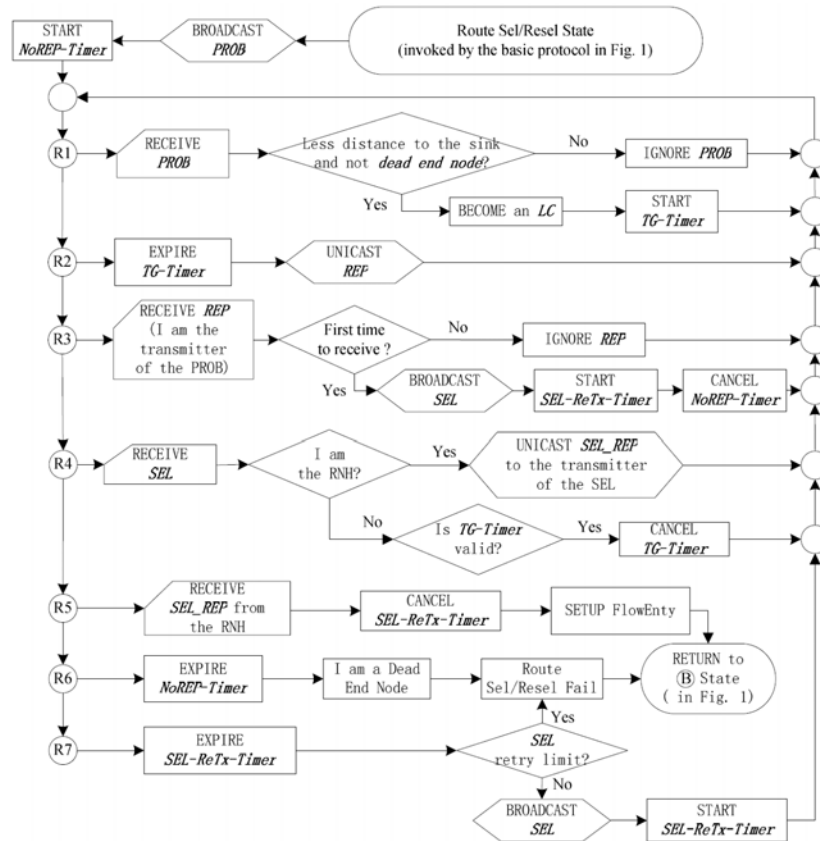 START
NoREP-Timer
BROADCAST
PROB
Route Sel/Resel State
(invoked by the basic protocol in Fig. 1)
R1
RECEIVE
PROB
Less distance to the sink
and not dead end node?
No
IGNORE PROB
Yes
BECOME an LC
START
TG-Timer
R2
EXPIRE
TG-Timer
UNICAST
REP
R3
RECEIVE REP
(I am the
transmitter
of the PROB)
First time
to receive ?
No
IGNORE REP
Yes
BROADCAST
SEL
START
SEL-ReTx-Timer
CANCEL
NoREP-Timer
R4
RECEIVE
SEL
I am
the RNH?
Yes
UNICAST SEL_REP
to the transmitter
of the SEL
No
Is TG-Timer
valid?
Yes
CANCEL
TG-Timer
R5
RECEIVE
SEL_REP from
the RNH
CANCEL
SEL-ReTx-Timer
SETUP FlowEnty
R6
EXPIRE
NoREP-Timer
I am a Dead
End Node
Route
Sel/Resel Fail
RETURN to
B State
( in Fig. 1)
R7
EXPIRE
SEL-ReTx-Timer
Yes
SEL
retry limit?
No
BROADCAST
SEL
START
SEL-ReTx-Timer